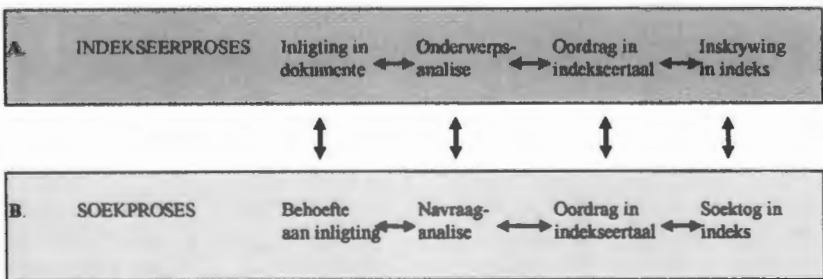 A. INDEKSEERPROSES Inligting in Onderwerps- Oordrag in Inskrywing
dokumente analise indekseertaal in indeks
B. SOEKPROSES Behoefte Navraag- Oordrag in Soektog in
aan inligting analise indekseertaal indeks